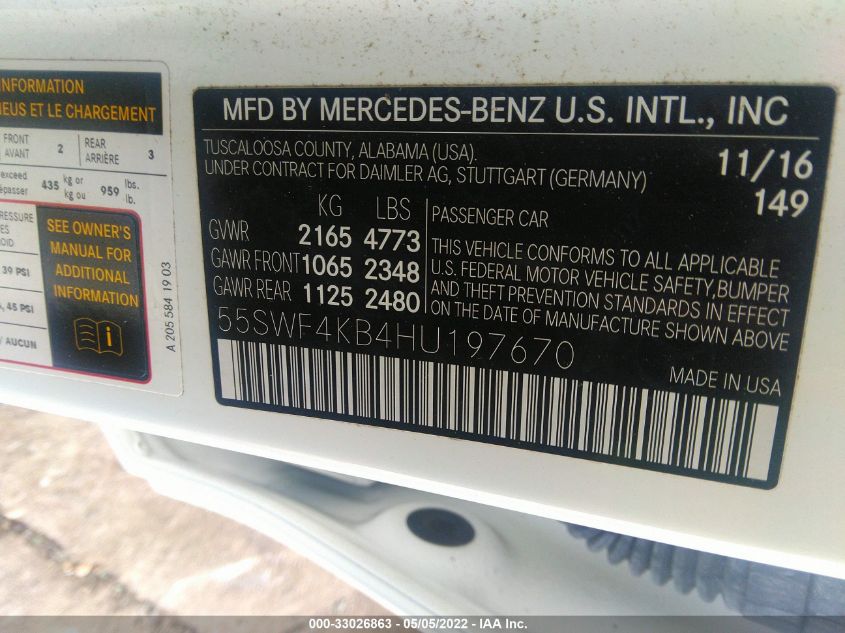 INFORMATION
NEUS ET LE CHARGEMENT
FRONT AVANT 2 REAR ARRIÈRE 3
exceed 435 kg or kg ou 959 lbs. lb.
SEE OWNER'S
MANUAL FOR
ADDITIONAL
INFORMATION
39 PSI
45 PSI
/ AUCUN
A 205 584 19 03
MFD BY MERCEDES-BENZ U.S. INTL., INC
TUSCALOOSA COUNTY, ALABAMA (USA).
UNDER CONTRACT FOR DAIMLER AG, STUTTGART (GERMANY)
11/16
149
KG LBS
GVWR 2165 4773
GAWR FRONT 1065 2348
GAWR REAR 1125 2480
PASSENGER CAR
THIS VEHICLE CONFORMS TO ALL APPLICABLE
U.S. FEDERAL MOTOR VEHICLE SAFETY, BUMPER
AND THEFT PREVENTION STANDARDS IN EFFECT
ON THE DATE OF MANUFACTURE SHOWN ABOVE.
55SWF4KB4HU197670
MADE IN USA
000-33026863 - 05/05/2022 - IAA Inc.